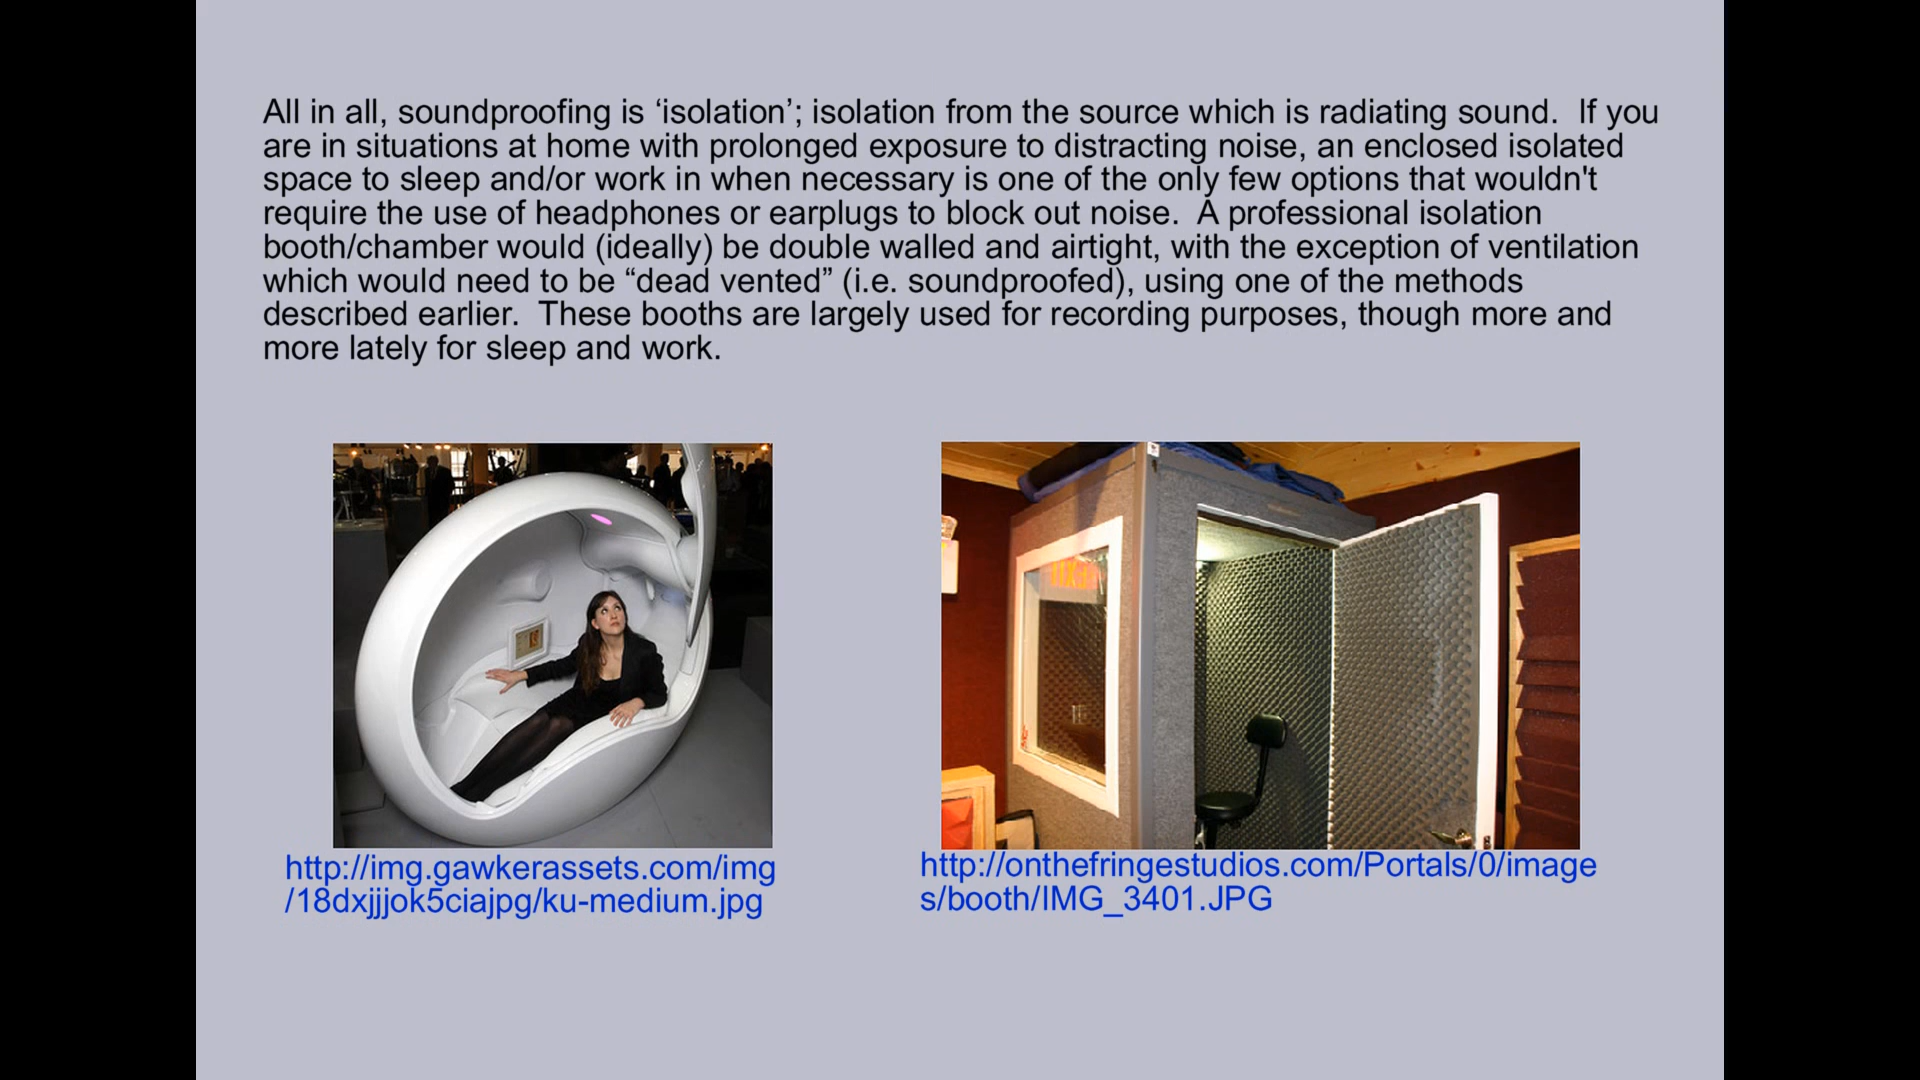 All in all, soundproofing is ‘isolation’; isolation from the source which is radiating sound.  If you
are in situations at home with prolonged exposure to distracting noise, an enclosed isolated
space to sleep and/or work in when necessary is one of the only few options that wouldn't
require the use of headphones or earplugs to block out noise.  A professional isolation
booth/chamber would (ideally) be double walled and airtight, with the exception of ventilation
which would need to be “dead vented” (i.e. soundproofed), using one of the methods
described earlier.  These booths are largely used for recording purposes, though more and
more lately for sleep and work.
http://img.gawkerassets.com/img
/18dxjjjok5ciajpg/ku-medium.jpg
http://onthefringestudios.com/Portals/0/image
s/booth/IMG_3401.JPG